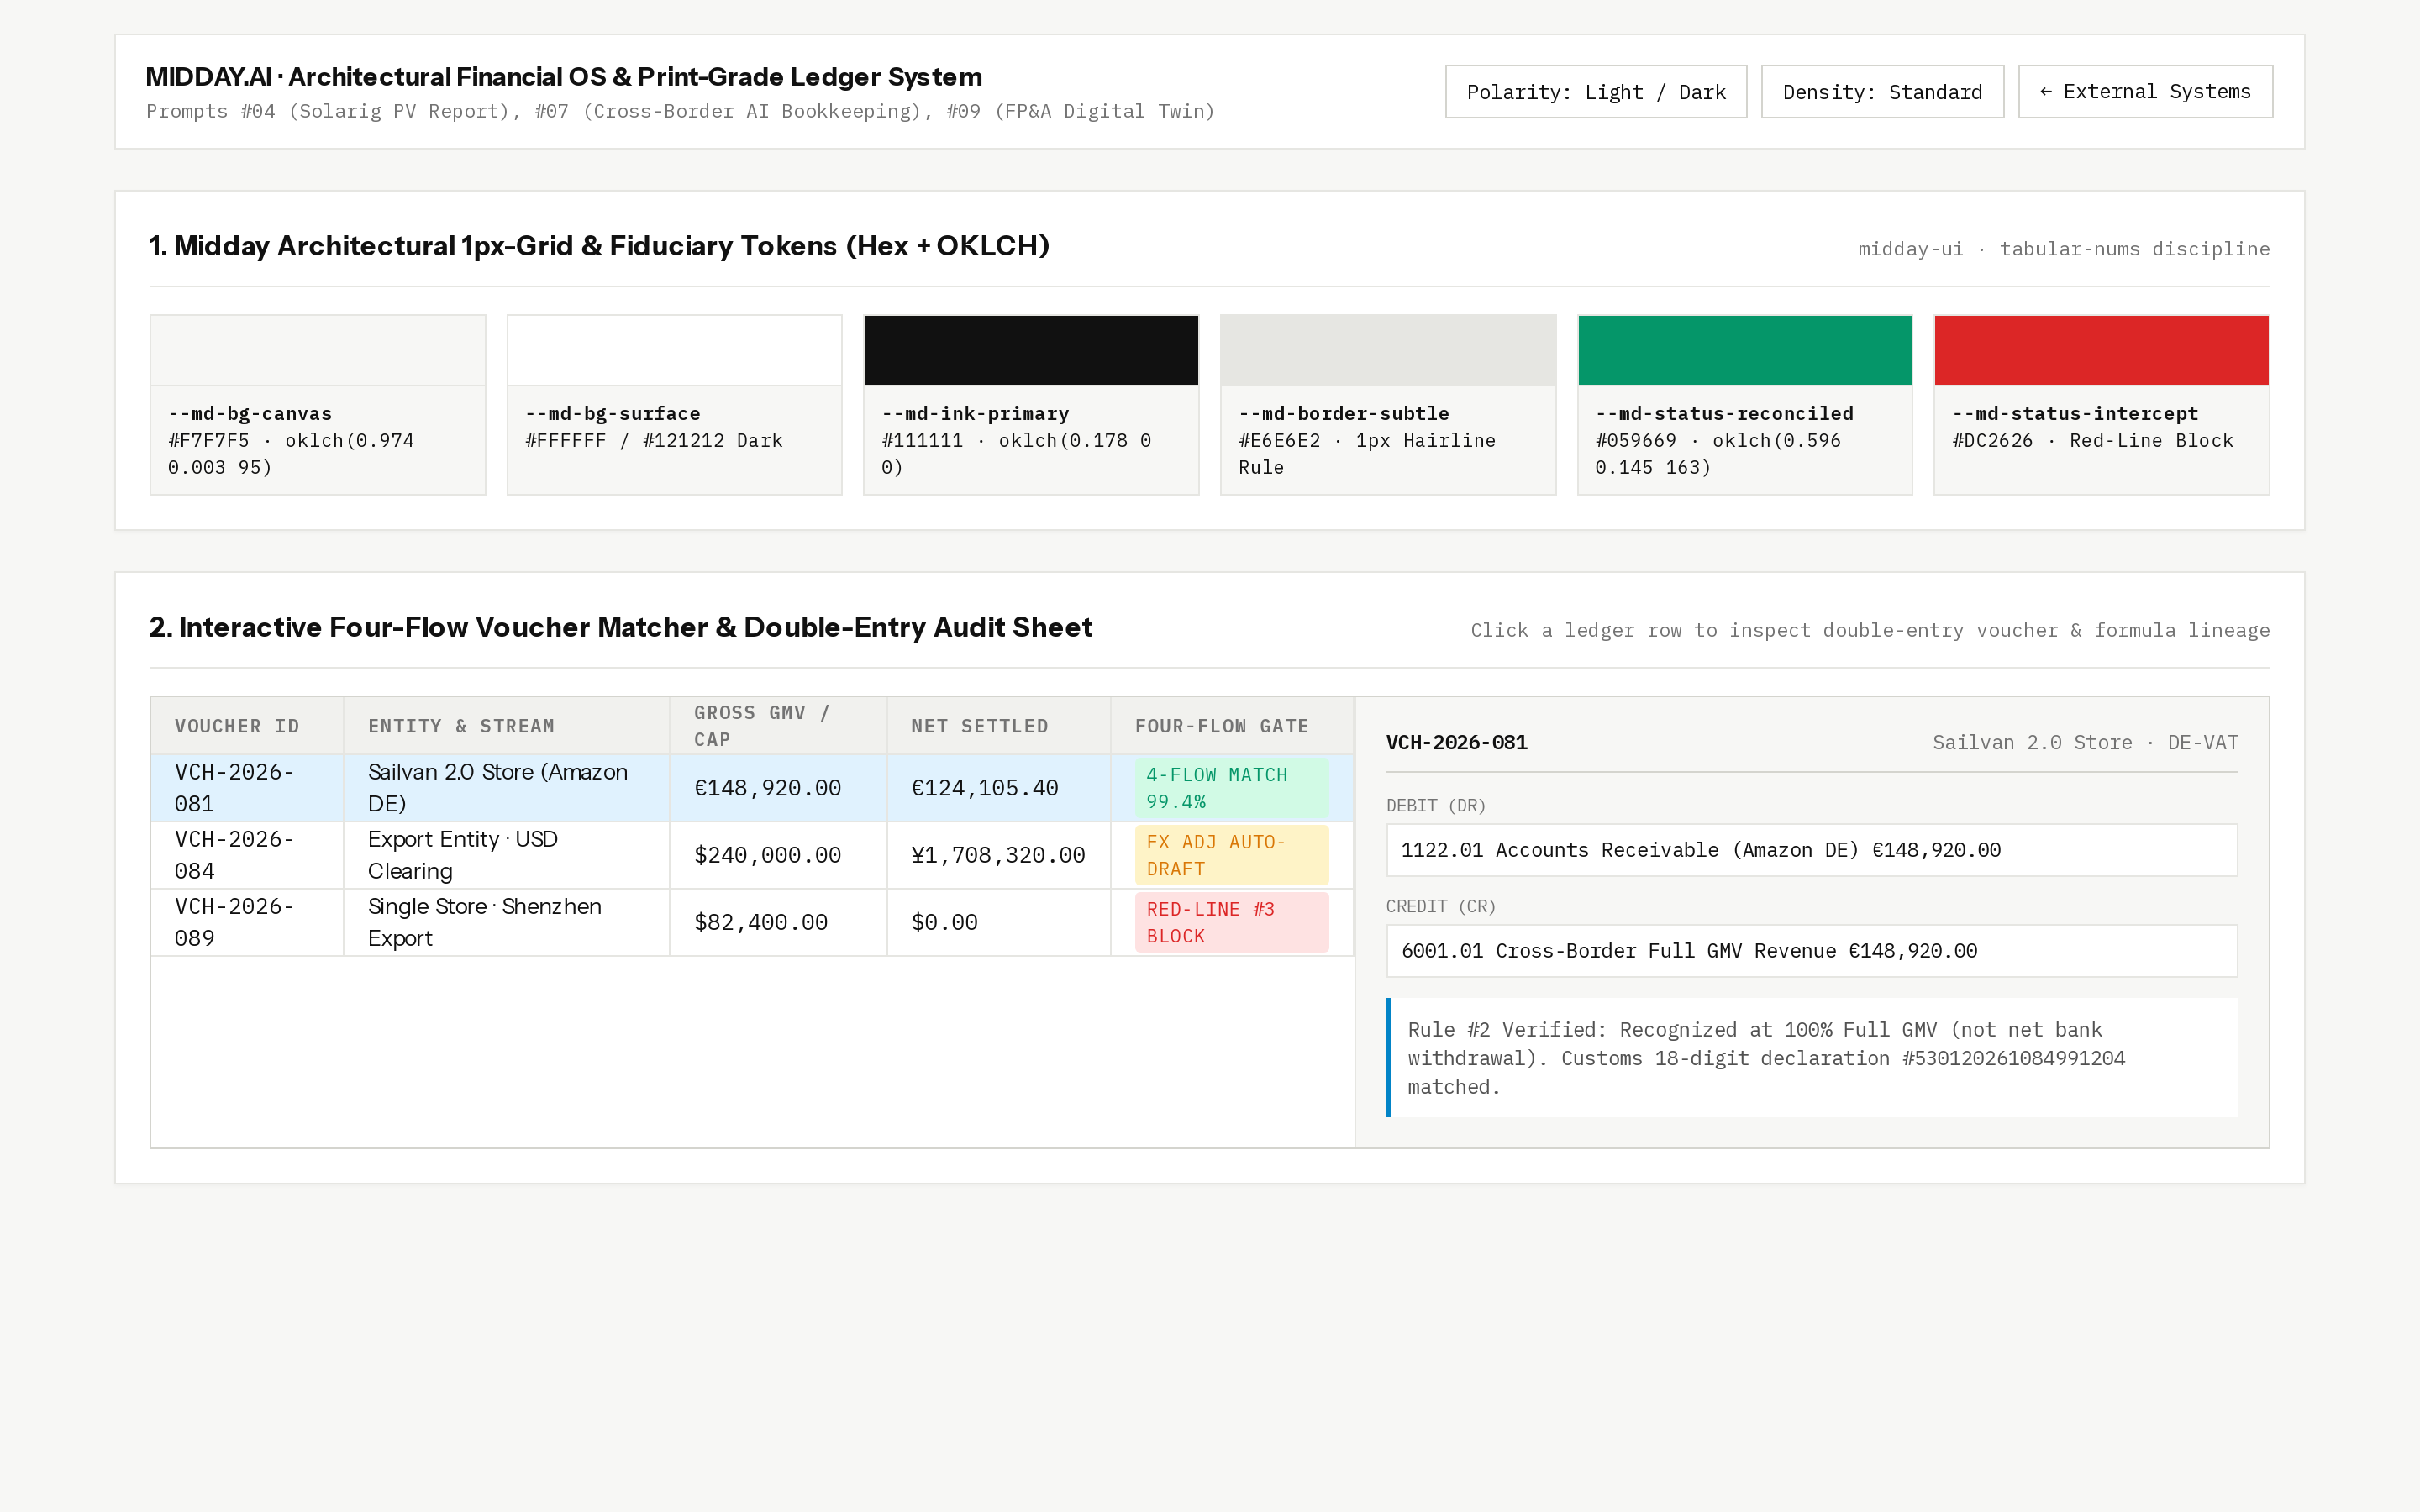 MIDDAY.AI · Architectural Financial OS & Print-Grade Ledger System
Prompts #04 (Solarig PV Report), #07 (Cross-Border AI Bookkeeping), #09 (FP&A Digital Twin)
Polarity: Light / Dark
Density: Standard
← External Systems
1. Midday Architectural 1px-Grid & Fiduciary Tokens (Hex + OKLCH)
midday-ui · tabular-nums discipline
--md-bg-canvas
#F7F7F5 · oklch(0.974
0.003 95)
--md-bg-surface
#FFFFFF / #121212 Dark
--md-ink-primary
#111111 · oklch(0.178 0
0)
--md-border-subtle
#E6E6E2 · 1px Hairline
Rule
--md-status-reconciled
#059669 · oklch(0.596
0.145 163)
--md-status-intercept
#DC2626 · Red-Line Block
2. Interactive Four-Flow Voucher Matcher & Double-Entry Audit Sheet
Click a ledger row to inspect double-entry voucher & formula lineage
VOUCHER ID
ENTITY & STREAM
GROSS GMV /
CAP
NET SETTLED
FOUR-FLOW GATE
VCH-2026-
081
Sailvan 2.0 Store (Amazon
DE)
€148,920.00
€124,105.40
4-FLOW MATCH
99.4%
VCH-2026-
084
Export Entity · USD
Clearing
$240,000.00
¥1,708,320.00
FX ADJ AUTO-
DRAFT
VCH-2026-
089
Single Store · Shenzhen
Export
$82,400.00
$0.00
RED-LINE #3
BLOCK
VCH-2026-081
Sailvan 2.0 Store · DE-VAT
DEBIT (DR)
1122.01 Accounts Receivable (Amazon DE) €148,920.00
CREDIT (CR)
6001.01 Cross-Border Full GMV Revenue €148,920.00
Rule #2 Verified: Recognized at 100% Full GMV (not net bank
withdrawal). Customs 18-digit declaration #530120261084991204
matched.